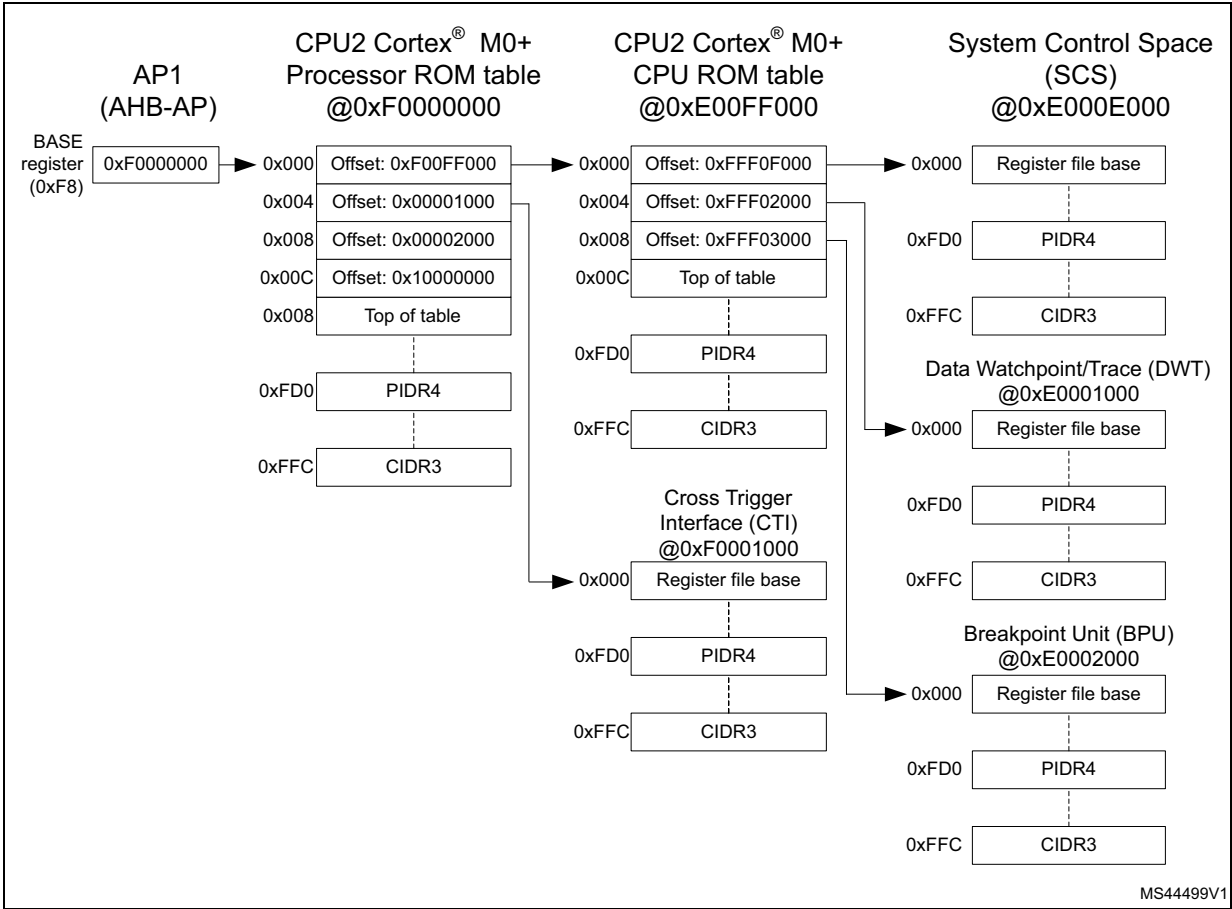 AP1
(AHB-AP)
BASE
register
(0xF8)
0xF0000000
CPU2 Cortex® M0+
Processor ROM table
@0xF0000000
0x000 Offset: 0xF00FF000
0x004 Offset: 0x00001000
0x008 Offset: 0x00002000
0x00C Offset: 0x10000000
0x008 Top of table
0xFD0 PIDR4
0xFFC CIDR3
CPU2 Cortex® M0+
CPU ROM table
@0xE00FF000
0x000 Offset: 0xFFF0F000
0x004 Offset: 0xFFF02000
0x008 Offset: 0xFFF03000
0x00C Top of table
0xFD0 PIDR4
0xFFC CIDR3
Cross Trigger
Interface (CTI)
@0xF0001000
0x000 Register file base
0xFD0 PIDR4
0xFFC CIDR3
System Control Space
(SCS)
@0xE000E000
0x000 Register file base
0xFD0 PIDR4
0xFFC CIDR3
Data Watchpoint/Trace (DWT)
@0xE0001000
0x000 Register file base
0xFD0 PIDR4
0xFFC CIDR3
Breakpoint Unit (BPU)
@0xE0002000
0x000 Register file base
0xFD0 PIDR4
0xFFC CIDR3
MS44499V1